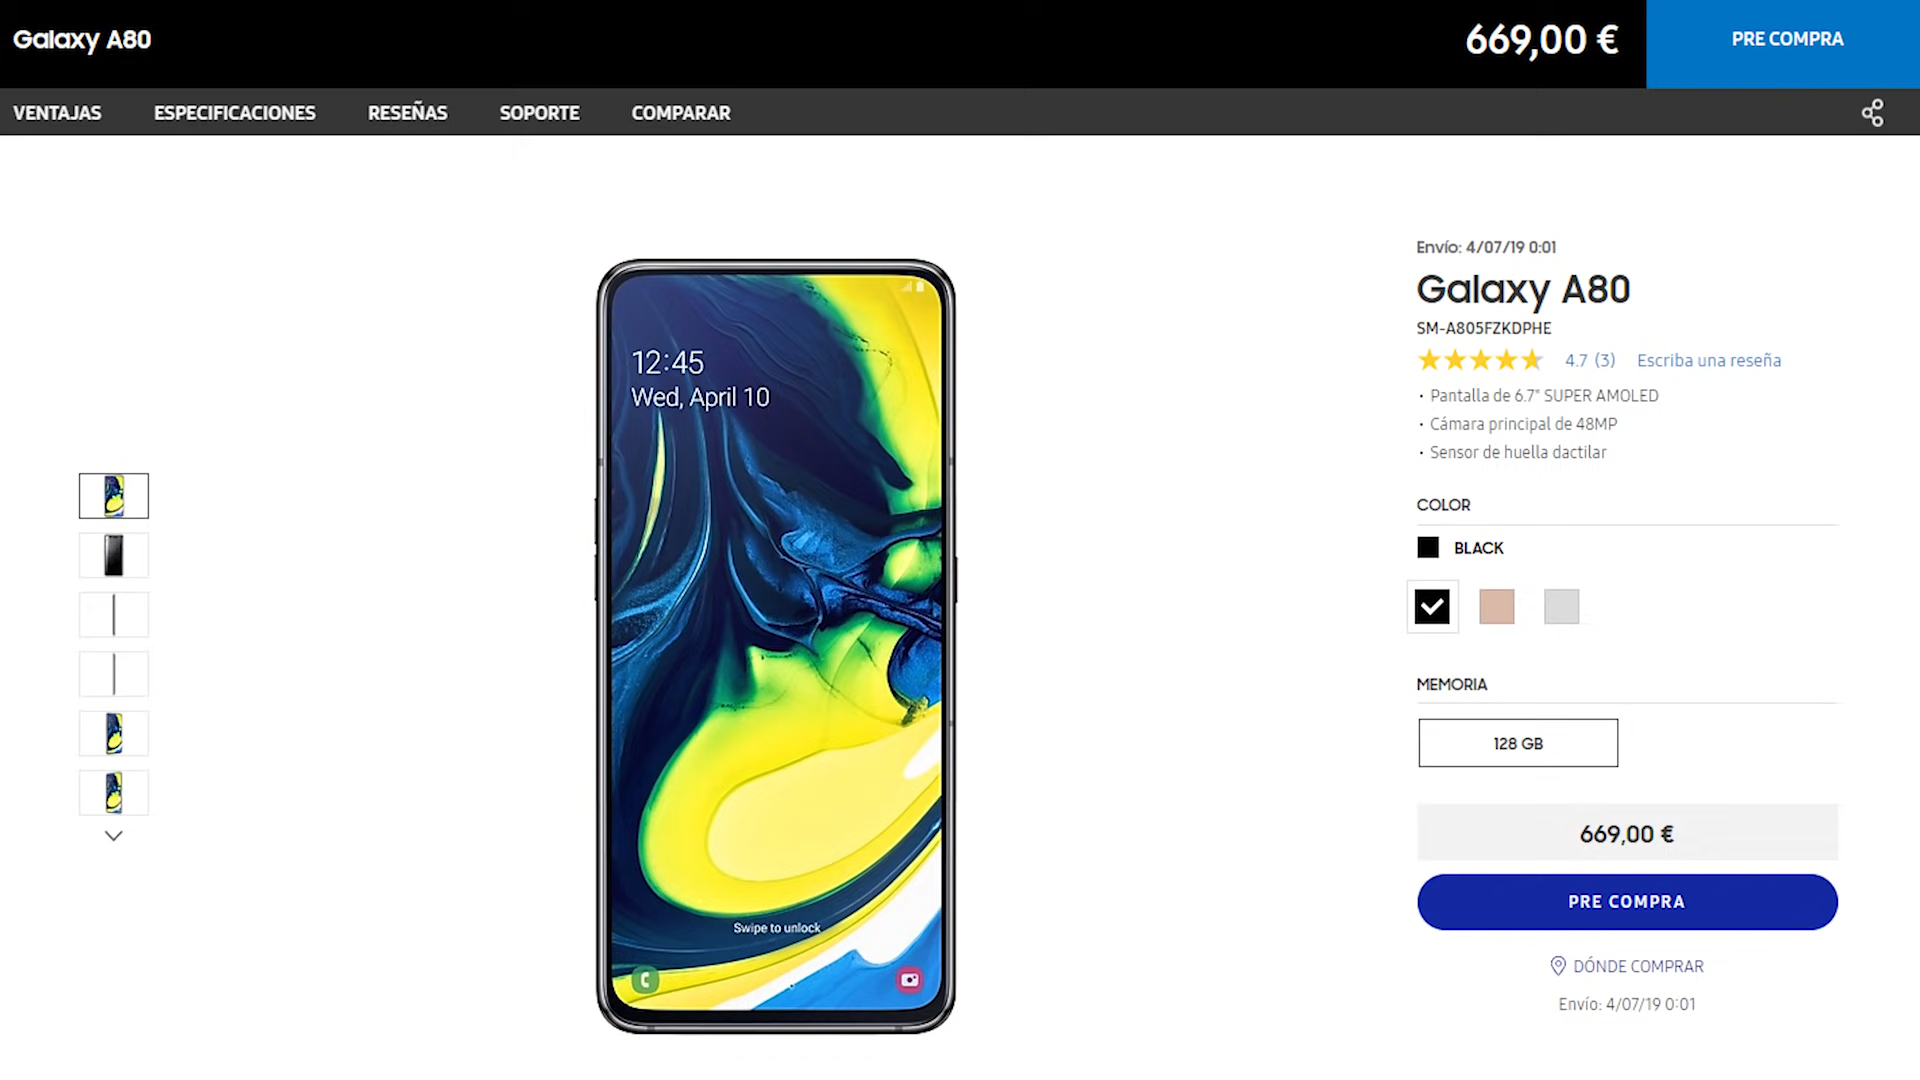 Galaxy A80
669,00 €
PRE COMPRA
VENTAJAS ESPECIFICACIONES RESEÑAS SOPORTE COMPARAR
12:45
Wed, April 10
Swipe to unlock
Envío: 4/07/19 0:01
Galaxy A80
SM-A805FZKDPHE
4.7 (3) Escriba una reseña
· Pantalla de 6.7" SUPER AMOLED
· Cámara principal de 48MP
· Sensor de huella dactilar
COLOR
BLACK
MEMORIA
128 GB
669,00 €
PRE COMPRA
DÓNDE COMPRAR
Envío: 4/07/19 0:01